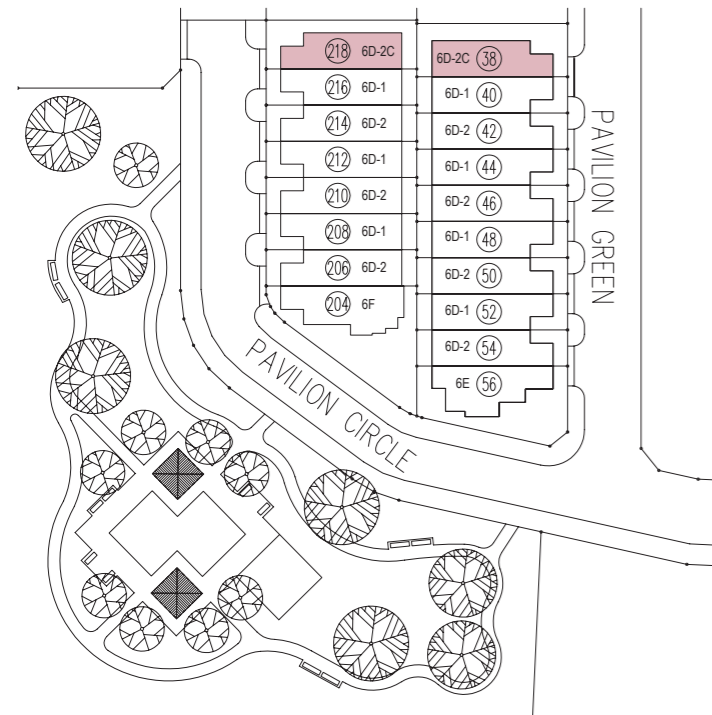 218 6D-2C
216 6D-1
214 6D-2
212 6D-1
210 6D-2
208 6D-1
206 6D-2
204 6F
6D-2C 38
6D-1 40
6D-2 42
6D-1 44
6D-2 46
6D-1 48
6D-2 50
6D-1 52
6D-2 54
6E 56
PAVILION GREEN
PAVILION CIRCLE